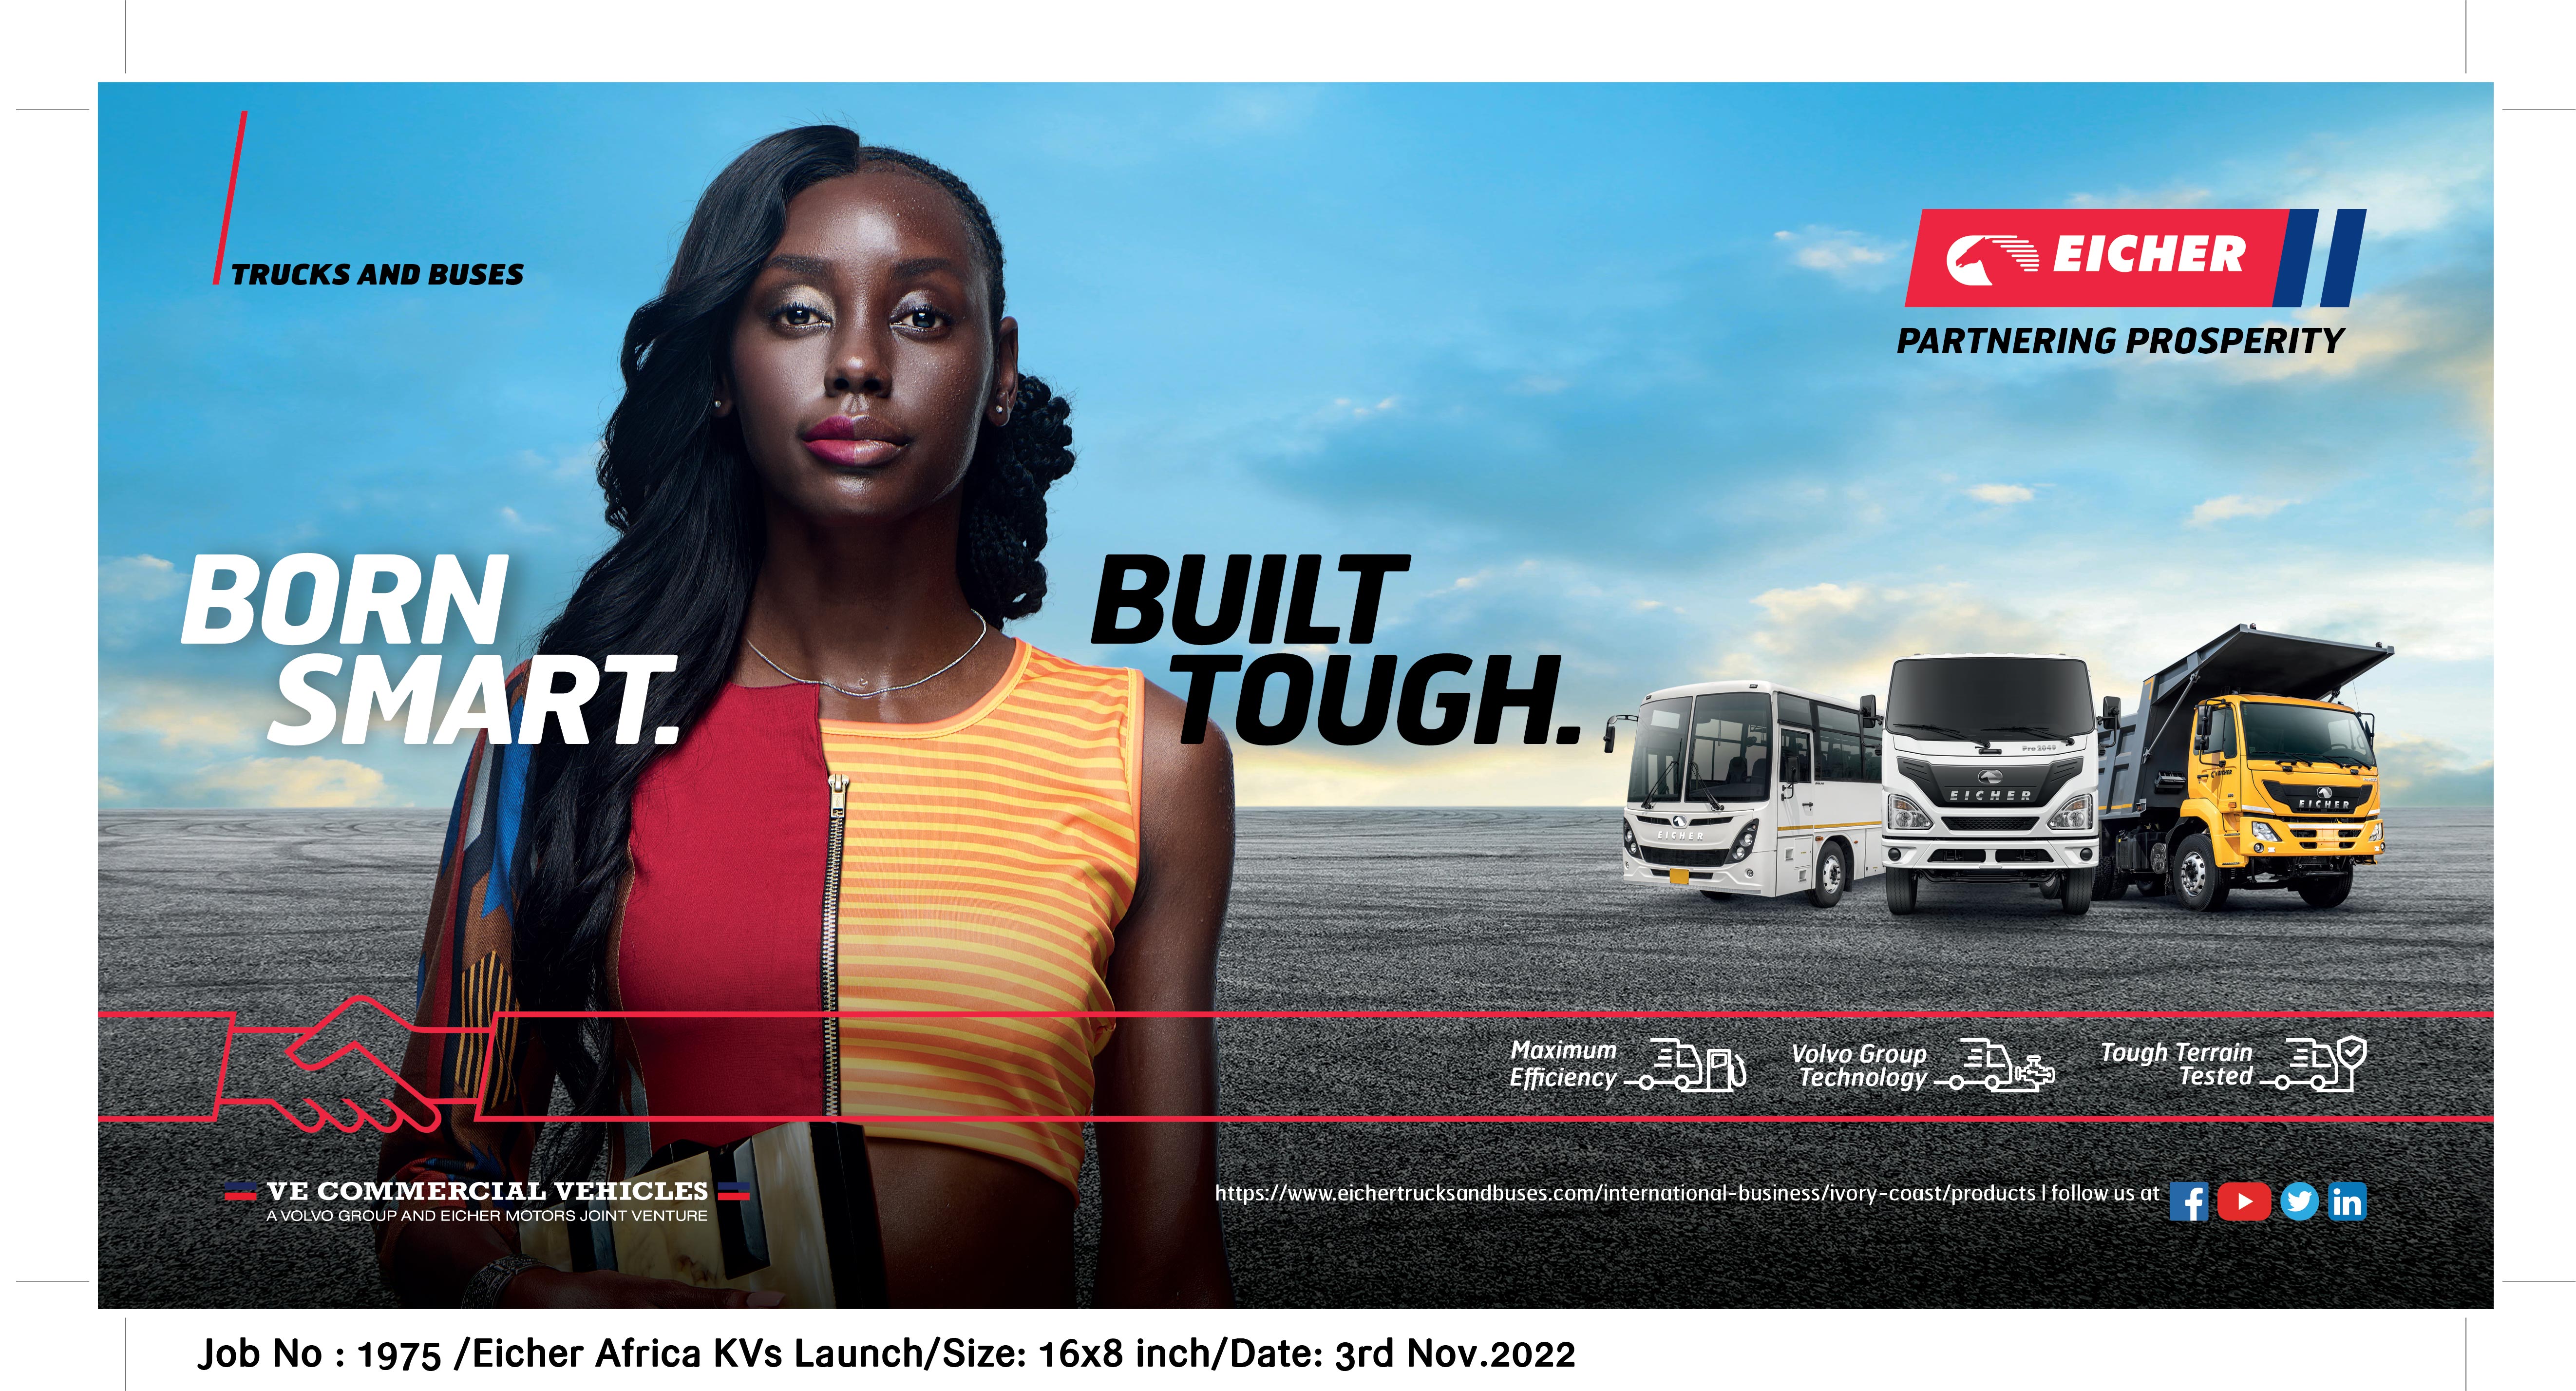 TRUCKS AND BUSES
EICHER
PARTNERING PROSPERITY
BORN
SMART.
BUILT
TOUGH.
Pro 2049
EICHER
EICHER
EICHER
Maximum
Efficiency
Volvo Group
Technology
Tough Terrain
Tested
VE COMMERCIAL VEHICLES
A VOLVO GROUP AND EICHER MOTORS JOINT VENTURE
https://www.eichertrucksandbuses.com/international-business/ivory-coast/products | follow us at
f
in
Job No : 1975 /Eicher Africa KVs Launch/Size: 16x8 inch/Date: 3rd Nov.2022